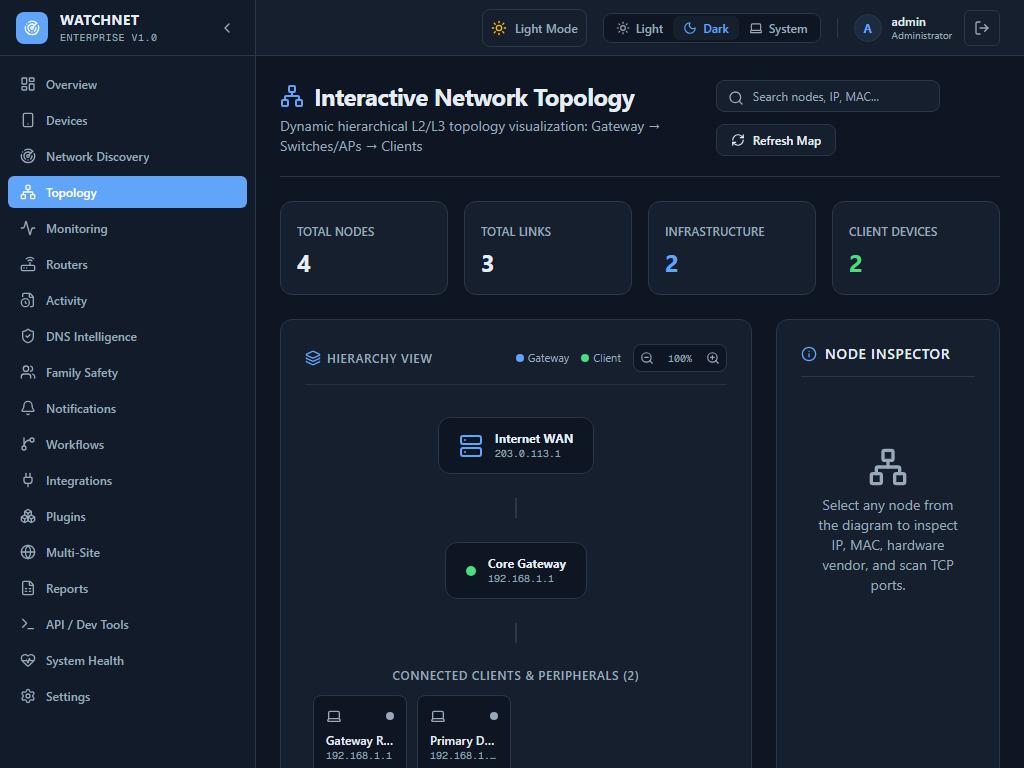 WATCHNET
ENTERPRISE V1.0
Light Mode
Light
Dark
System
A
admin
Administrator
Overview
Devices
Network Discovery
Topology
Monitoring
Routers
Activity
DNS Intelligence
Family Safety
Notifications
Workflows
Integrations
Plugins
Multi-Site
Reports
API / Dev Tools
System Health
Settings
Interactive Network Topology
Dynamic hierarchical L2/L3 topology visualization: Gateway →
Switches/APs → Clients
Search nodes, IP, MAC...
Refresh Map
TOTAL NODES
4
TOTAL LINKS
3
INFRASTRUCTURE
2
CLIENT DEVICES
2
HIERARCHY VIEW
Gateway
Client
100%
Internet WAN
203.0.113.1
Core Gateway
192.168.1.1
CONNECTED CLIENTS & PERIPHERALS (2)
Gateway R...
192.168.1.1
Primary D...
192.168.1.…
NODE INSPECTOR
Select any node from
the diagram to inspect
IP, MAC, hardware
vendor, and scan TCP
ports.